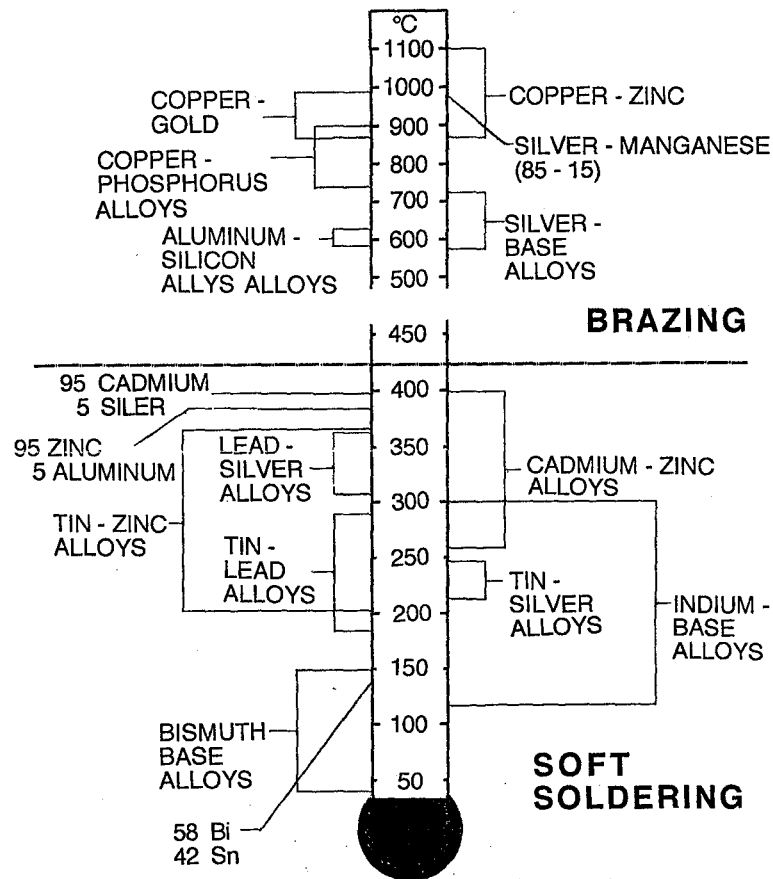 °C
1100
1000
900
800
700
600
500
450
400
350
300
250
200
150
100
50
COPPER -
GOLD
COPPER -
PHOSPHORUS
ALLOYS
ALUMINUM -
SILICON
ALLYS ALLOYS
COPPER - ZINC
SILVER - MANGANESE
(85 - 15)
SILVER -
BASE
ALLOYS
BRAZING
95 CADMIUM
5 SILER
95 ZINC
5 ALUMINUM
LEAD -
SILVER
ALLOYS
TIN - ZINC
ALLOYS
TIN -
LEAD
ALLOYS
CADMIUM - ZINC
ALLOYS
TIN -
SILVER
ALLOYS
INDIUM -
BASE
ALLOYS
BISMUTH
BASE
ALLOYS
58 Bi
42 Sn
SOFT
SOLDERING